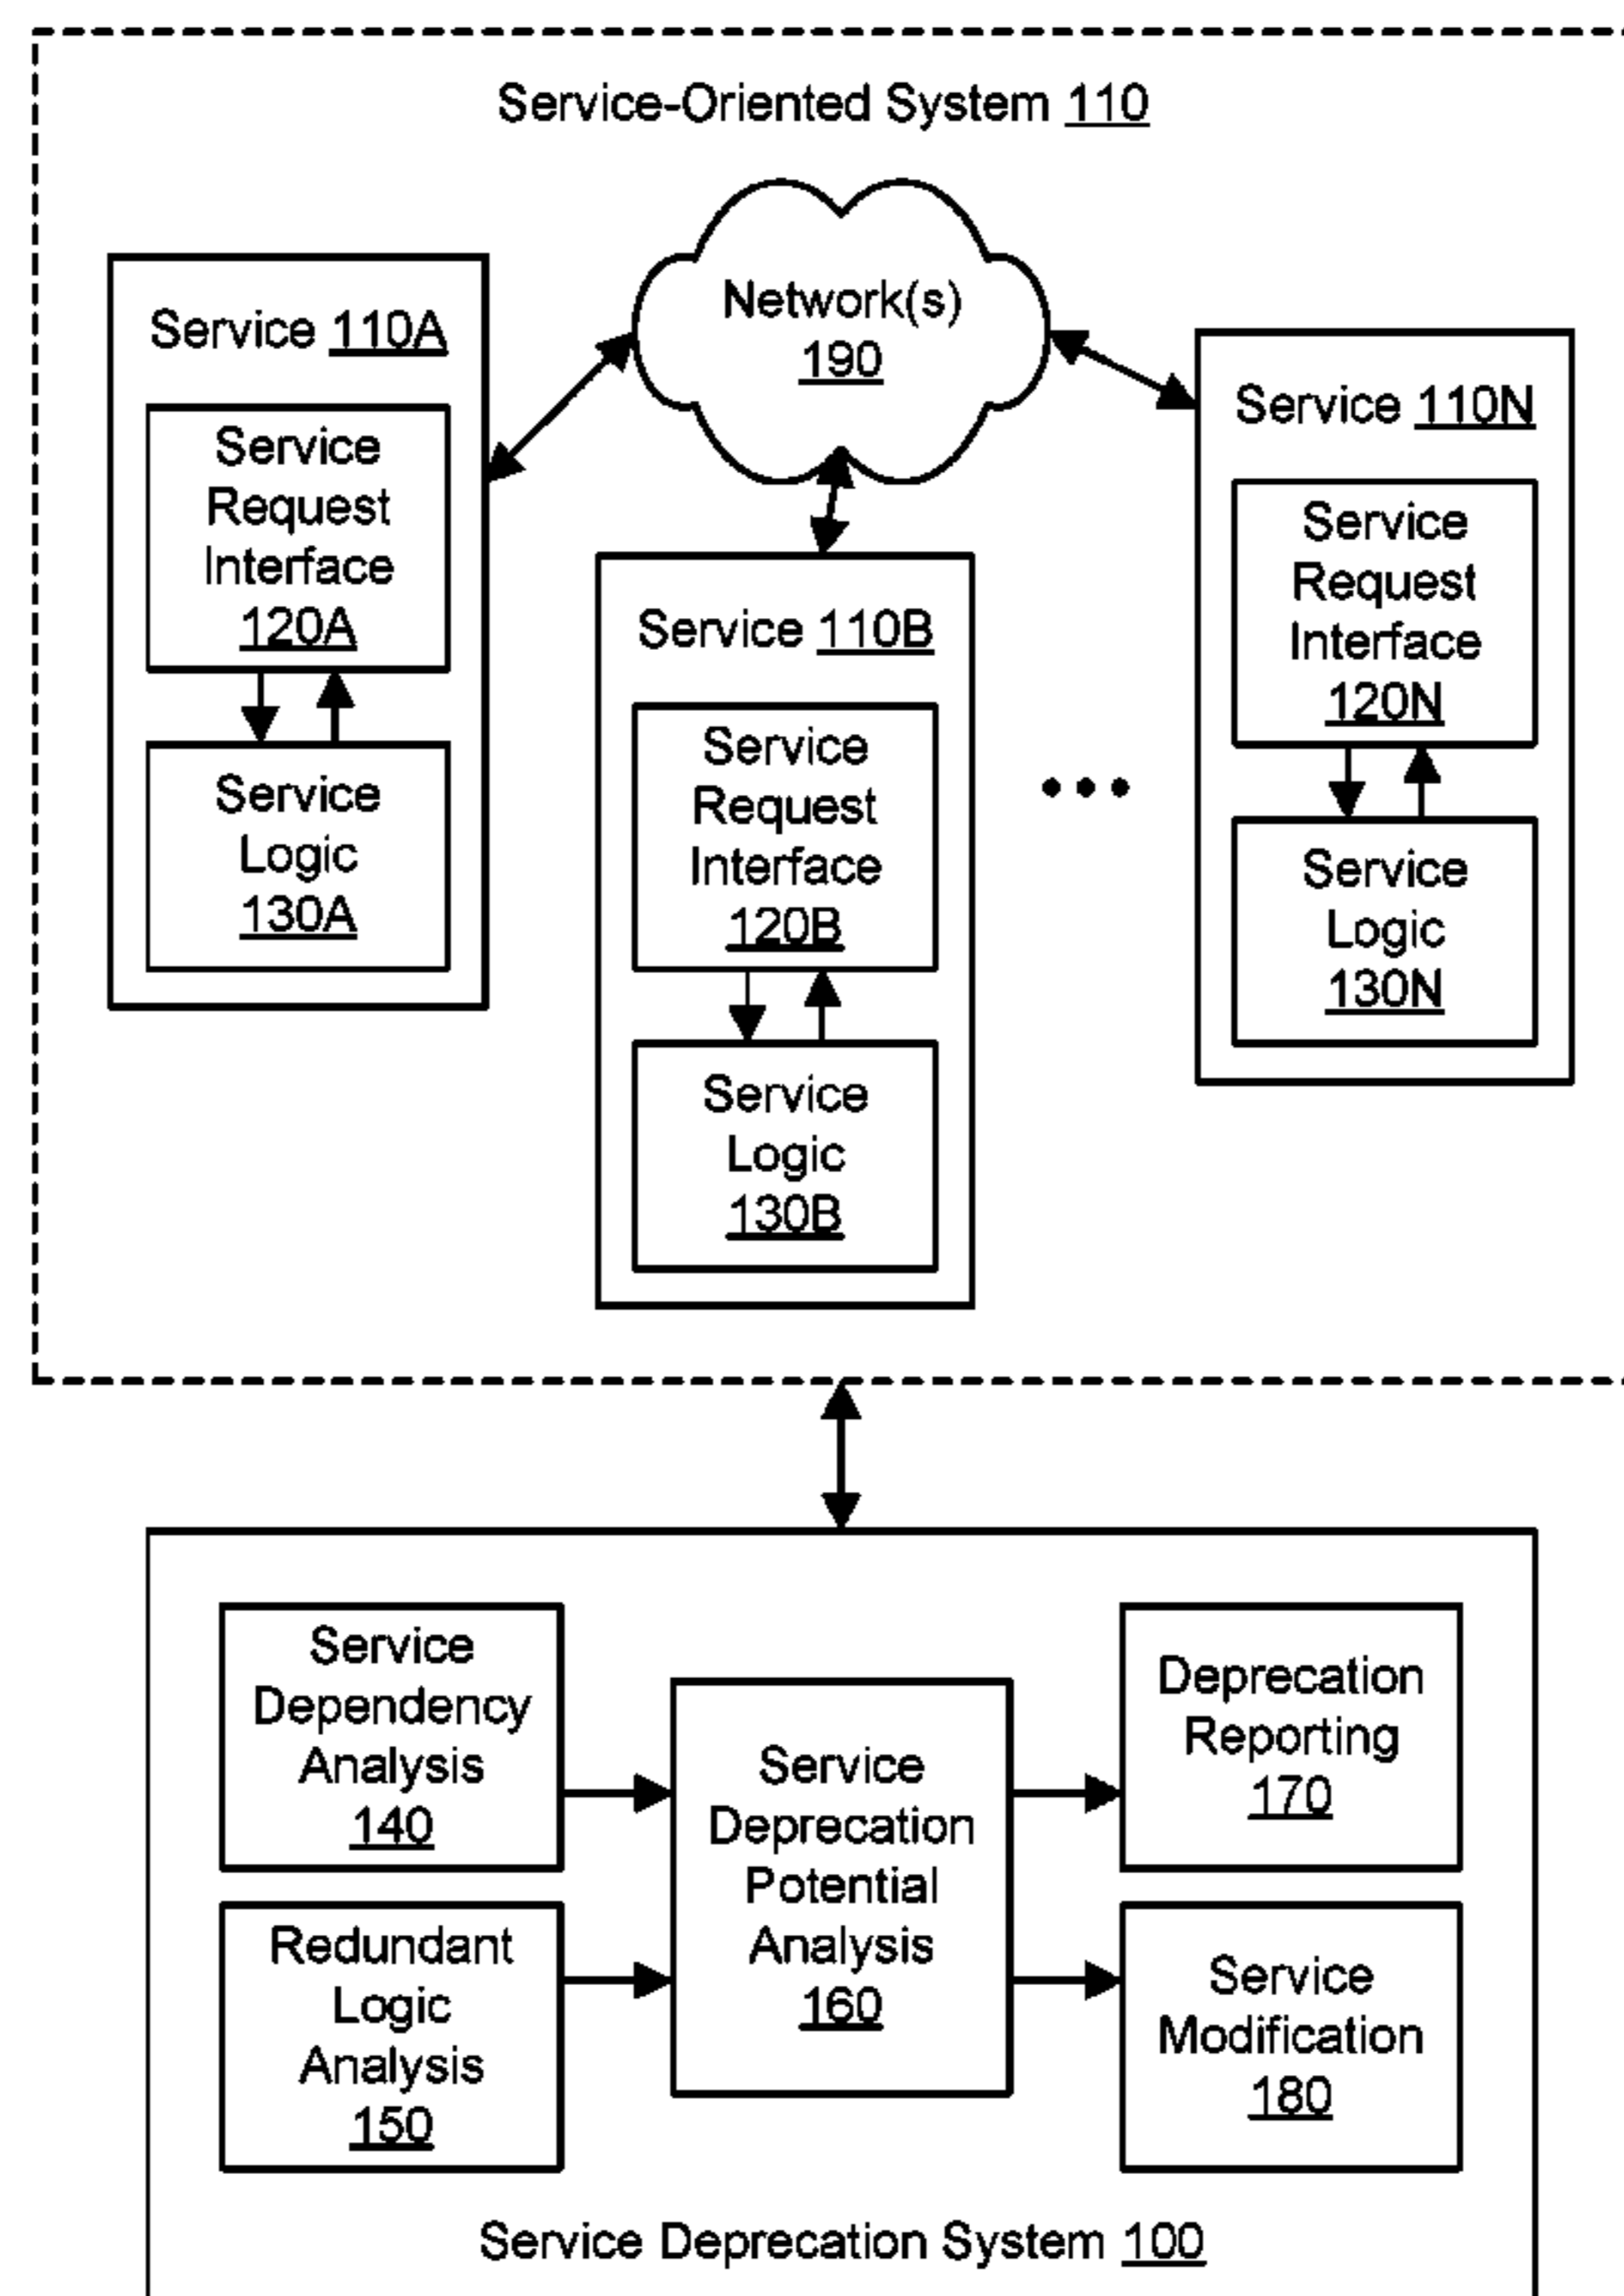 Service-Oriented System 110
Network(s)
190
Service 110A
Service
Request
Interface
120A
Service
Logic
130A
Service 110B
Service
Request
Interface
120B
Service
Logic
130B
Service 110N
Service
Request
Interface
120N
Service
Logic
130N
Service
Dependency
Analysis
140
Redundant
Logic
Analysis
150
Service
Deprecation
Potential
Analysis
160
Deprecation
Reporting
170
Service
Modification
180
Service Deprecation System 100